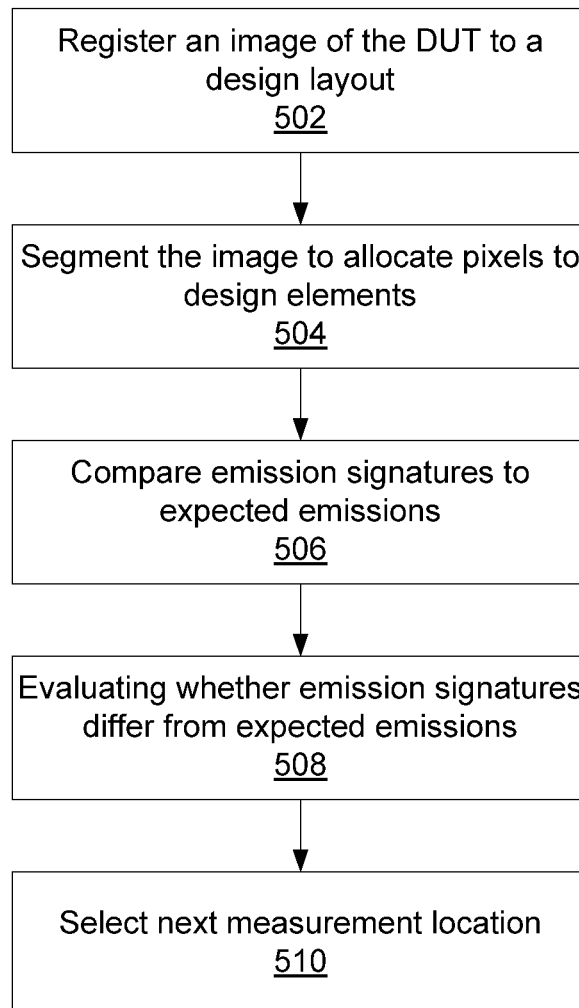 Register an image of the DUT to a
design layout
502
Segment the image to allocate pixels to
design elements
504
Compare emission signatures to
expected emissions
506
Evaluating whether emission signatures
differ from expected emissions
508
Select next measurement location
510